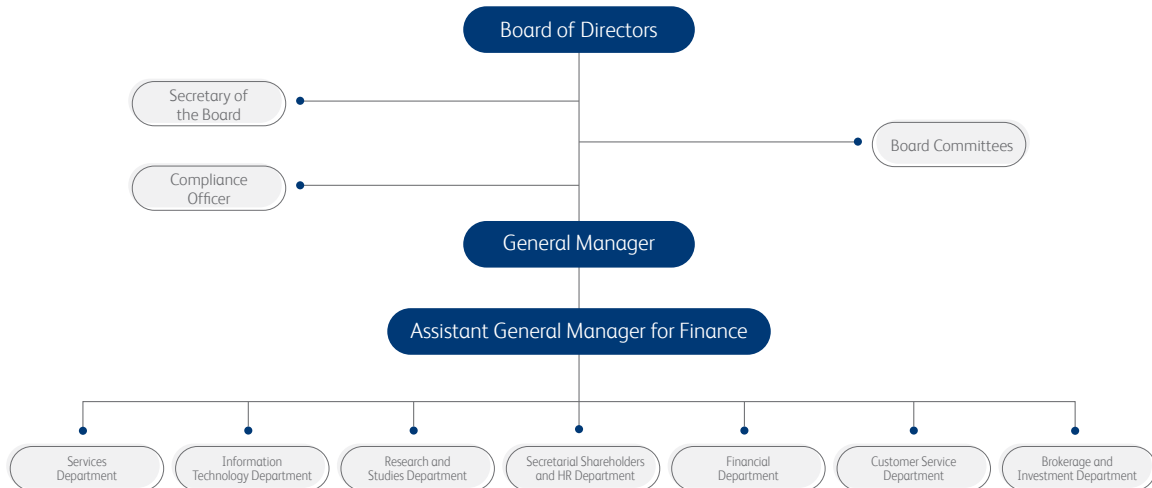 Board of Directors
Secretary of
the Board
Board Committees
Compliance
Officer
General Manager
Assistant General Manager for Finance
Services
Department
Information
Technology Department
Research and
Studies Department
Secretarial Shareholders
and HR Department
Financial
Department
Customer Service
Department
Brokerage and
Investment Department